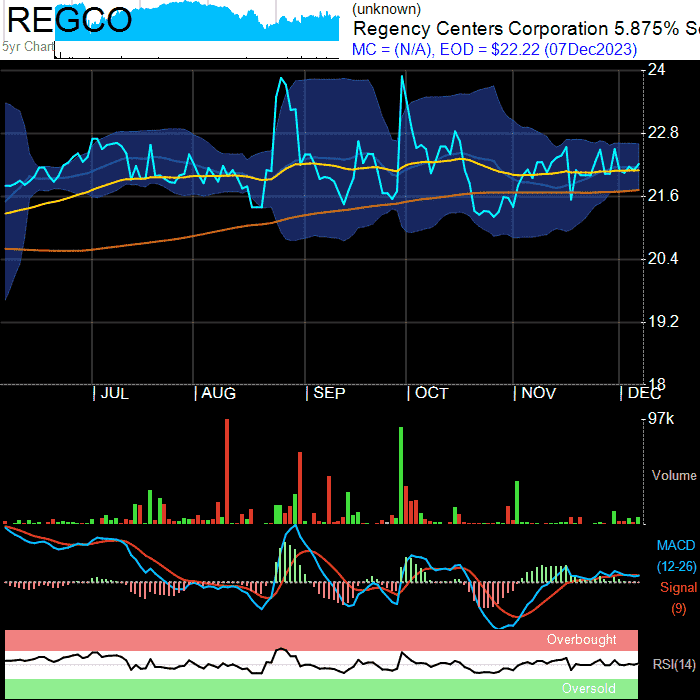 REGCO
(unknown)
Regency Centers Corporation 5.875% Se
5yr Chart
MC = (N/A), EOD = $22.22 (07Dec2023)
24
22.8
21.6
20.4
19.2
18
JUL AUG SEP OCT NOV DEC
97k
Volume
MACD
(12-26)
Signal
(9)
Overbought
RSI(14)
Oversold